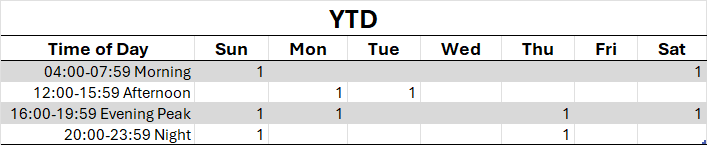 YTD
Time of Day Sun Mon Tue Wed Thu Fri Sat
04:00-07:59 Morning 1 1
12:00-15:59 Afternoon 1 1
16:00-19:59 Evening Peak 1 1 1 1
20:00-23:59 Night 1 1